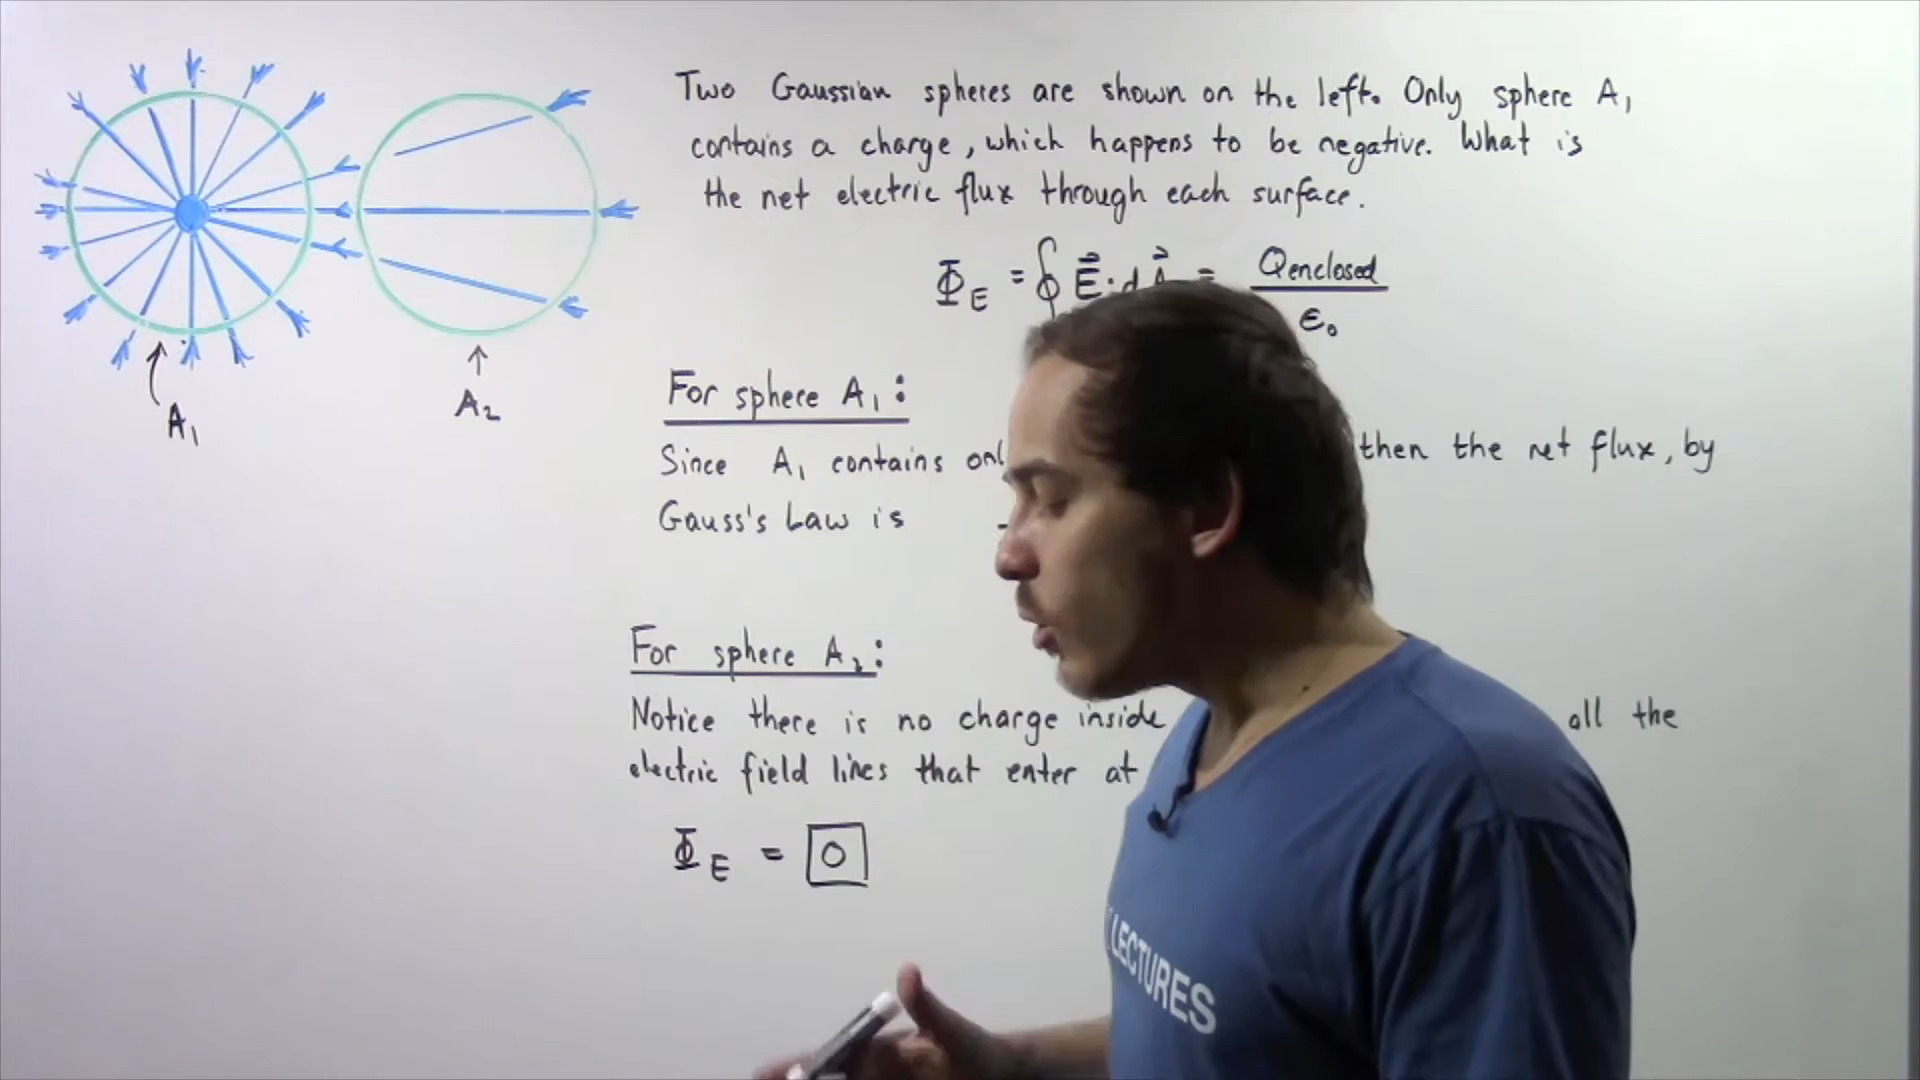 Two Gaussian spheres are shown on the left. Only sphere A₁
contains a charge, which happens to be negative. What is
the net electric flux through each surface.
Φ_E = ∮ E⃗ · dA⃗ = Qenclosed / ε₀
For sphere A₁:
Since A₁ contains then the net flux, by
Gauss's Law is
For sphere A₂:
Notice there is no charge inside all the
electric field lines that enter at
Φ_E = 0
A₁
A₂
LECTURES